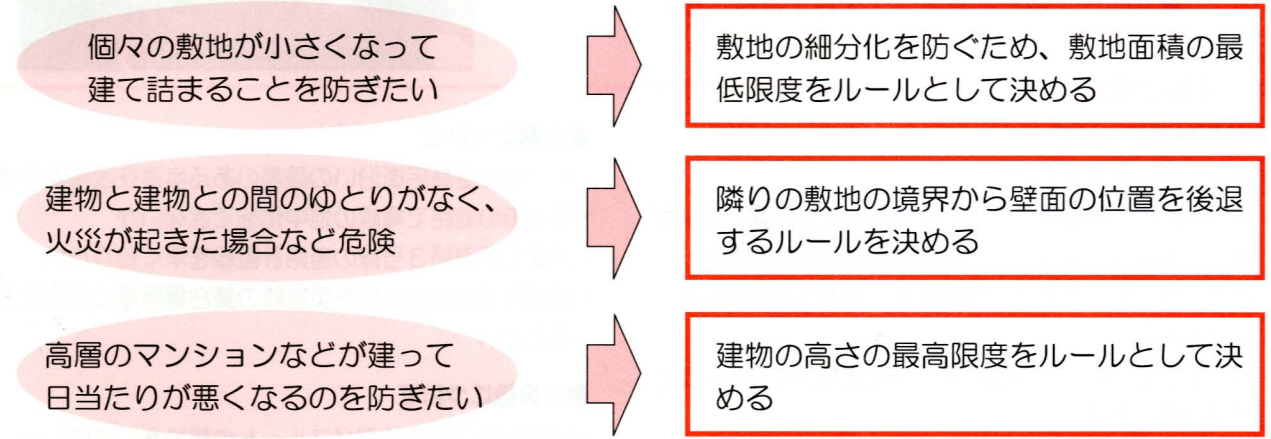 個々の敷地が小さくなって
建て詰まることを防ぎたい
敷地の細分化を防ぐため、敷地面積の最
低限度をルールとして決める
建物と建物との間のゆとりがなく、
火災が起きた場合など危険
隣りの敷地の境界から壁面の位置を後退
するルールを決める
高層のマンションなどが建って
日当たりが悪くなるのを防ぎたい
建物の高さの最高限度をルールとして決
める